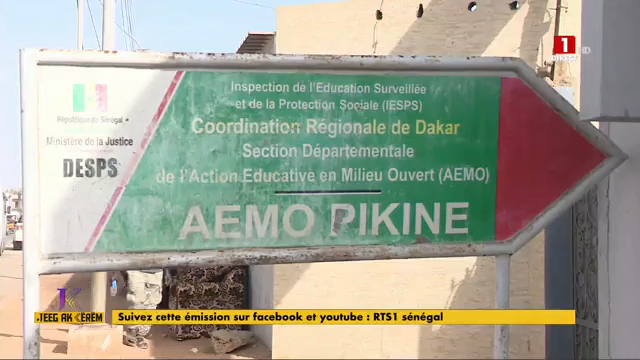 1
DIRECT
HD
République du Sénégal
Ministère de la Justice
DESPS
Inspection de l'Education Surveillée
et de la Protection Sociale (IESPS)
Coordination Régionale de Dakar
Section Départementale
de l'Action Educative en Milieu Ouvert (AEMO)
AEMO PIKINE
JEEG AK KEREM
Suivez cette émission sur facebook et youtube : RTS1 sénégal